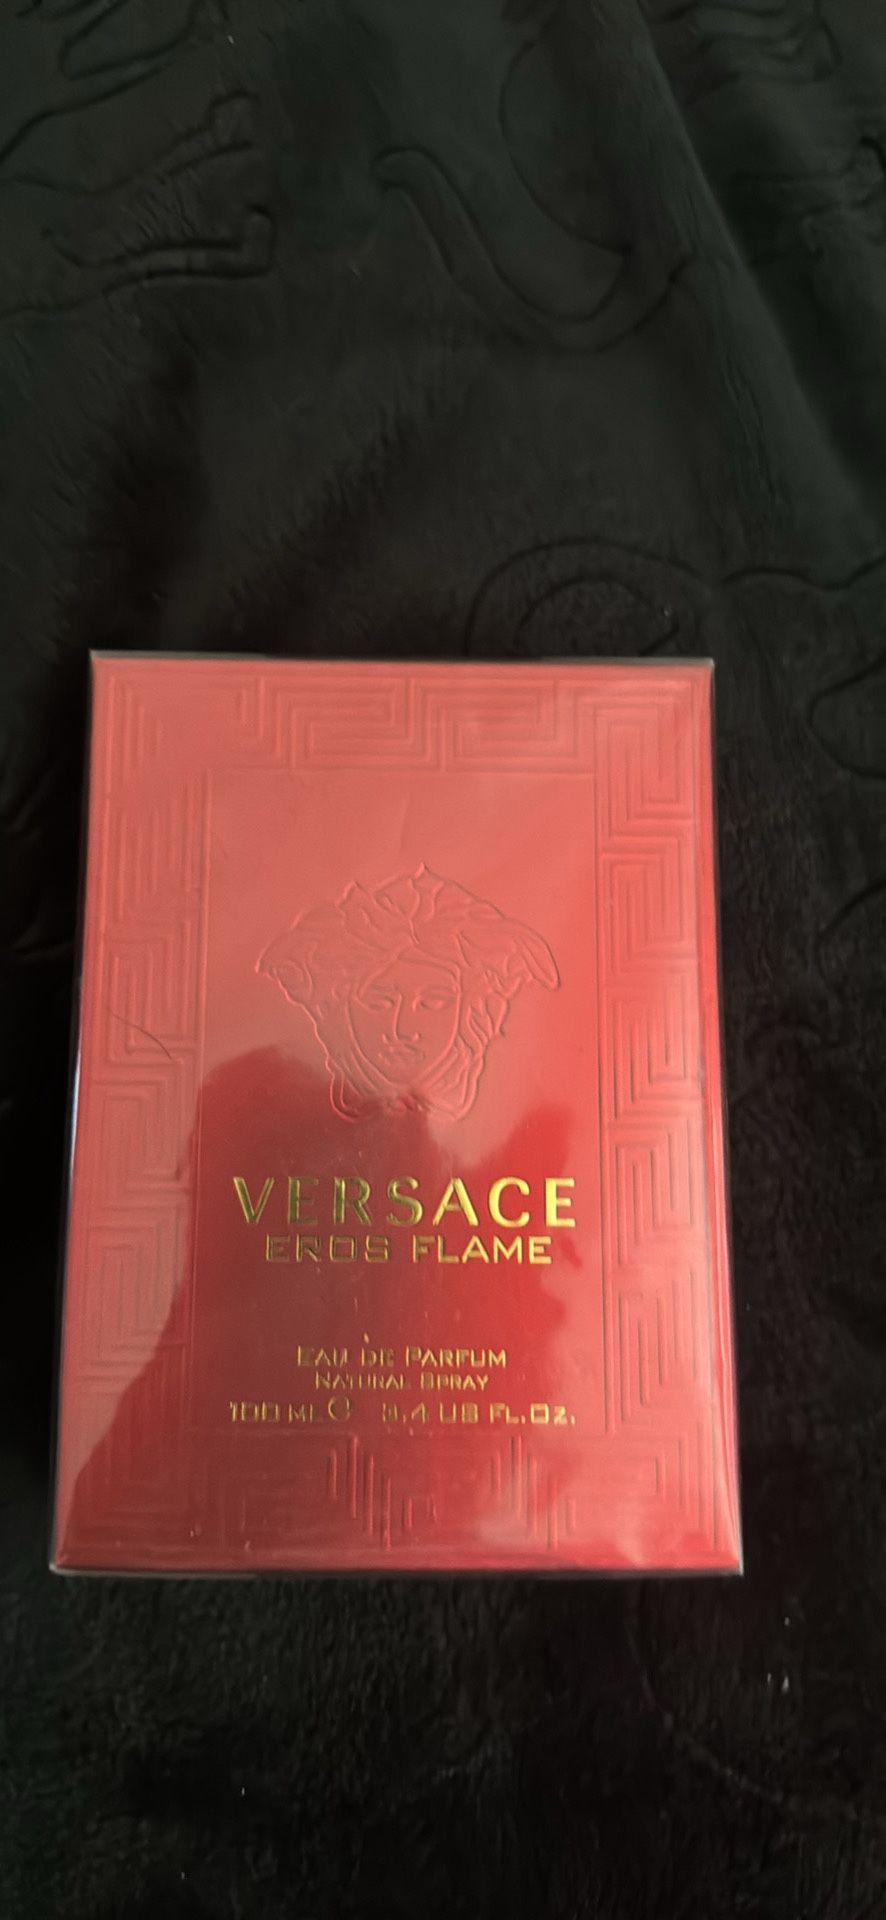 VERSACE
EROS FLAME
EAU DE PARFUM
NATURAL SPRAY
100 ML ℮ 3.4 US FL.OZ.